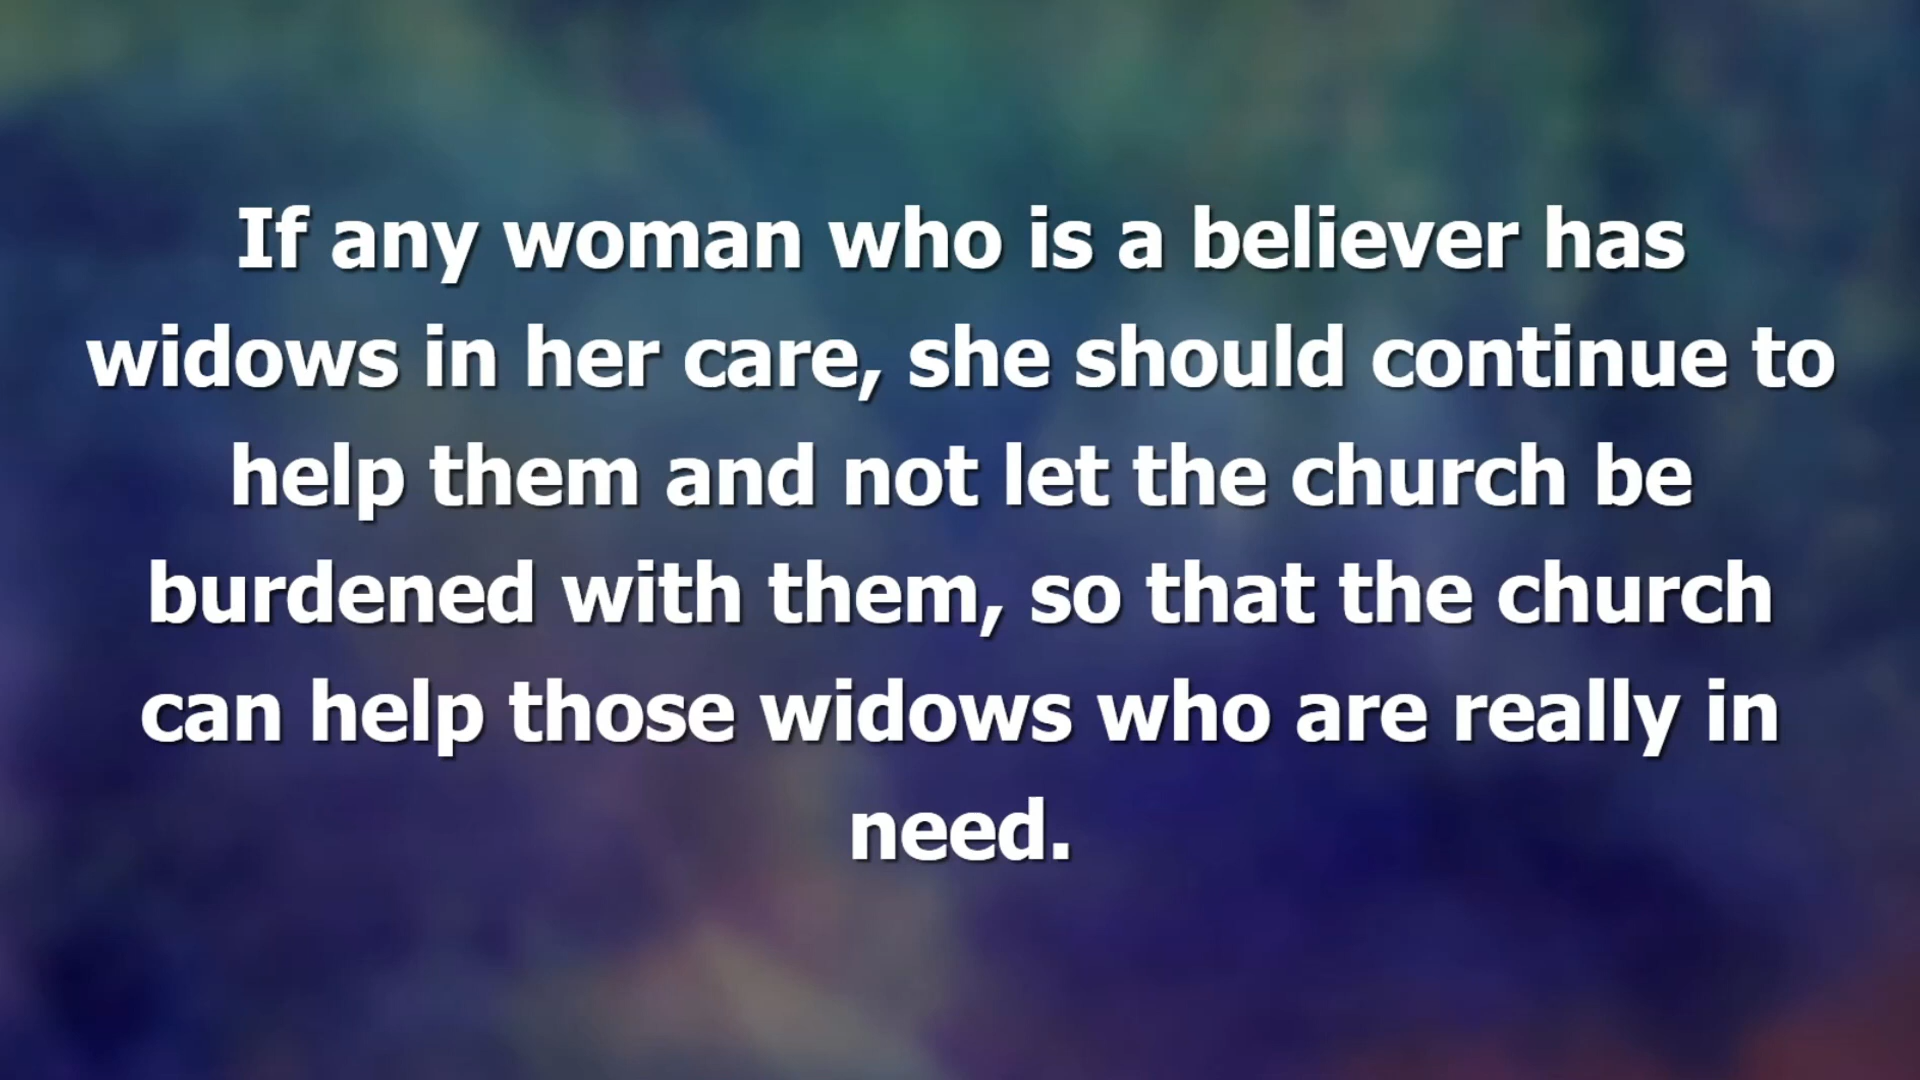 If any woman who is a believer has
widows in her care, she should continue to
help them and not let the church be
burdened with them, so that the church
can help those widows who are really in
need.